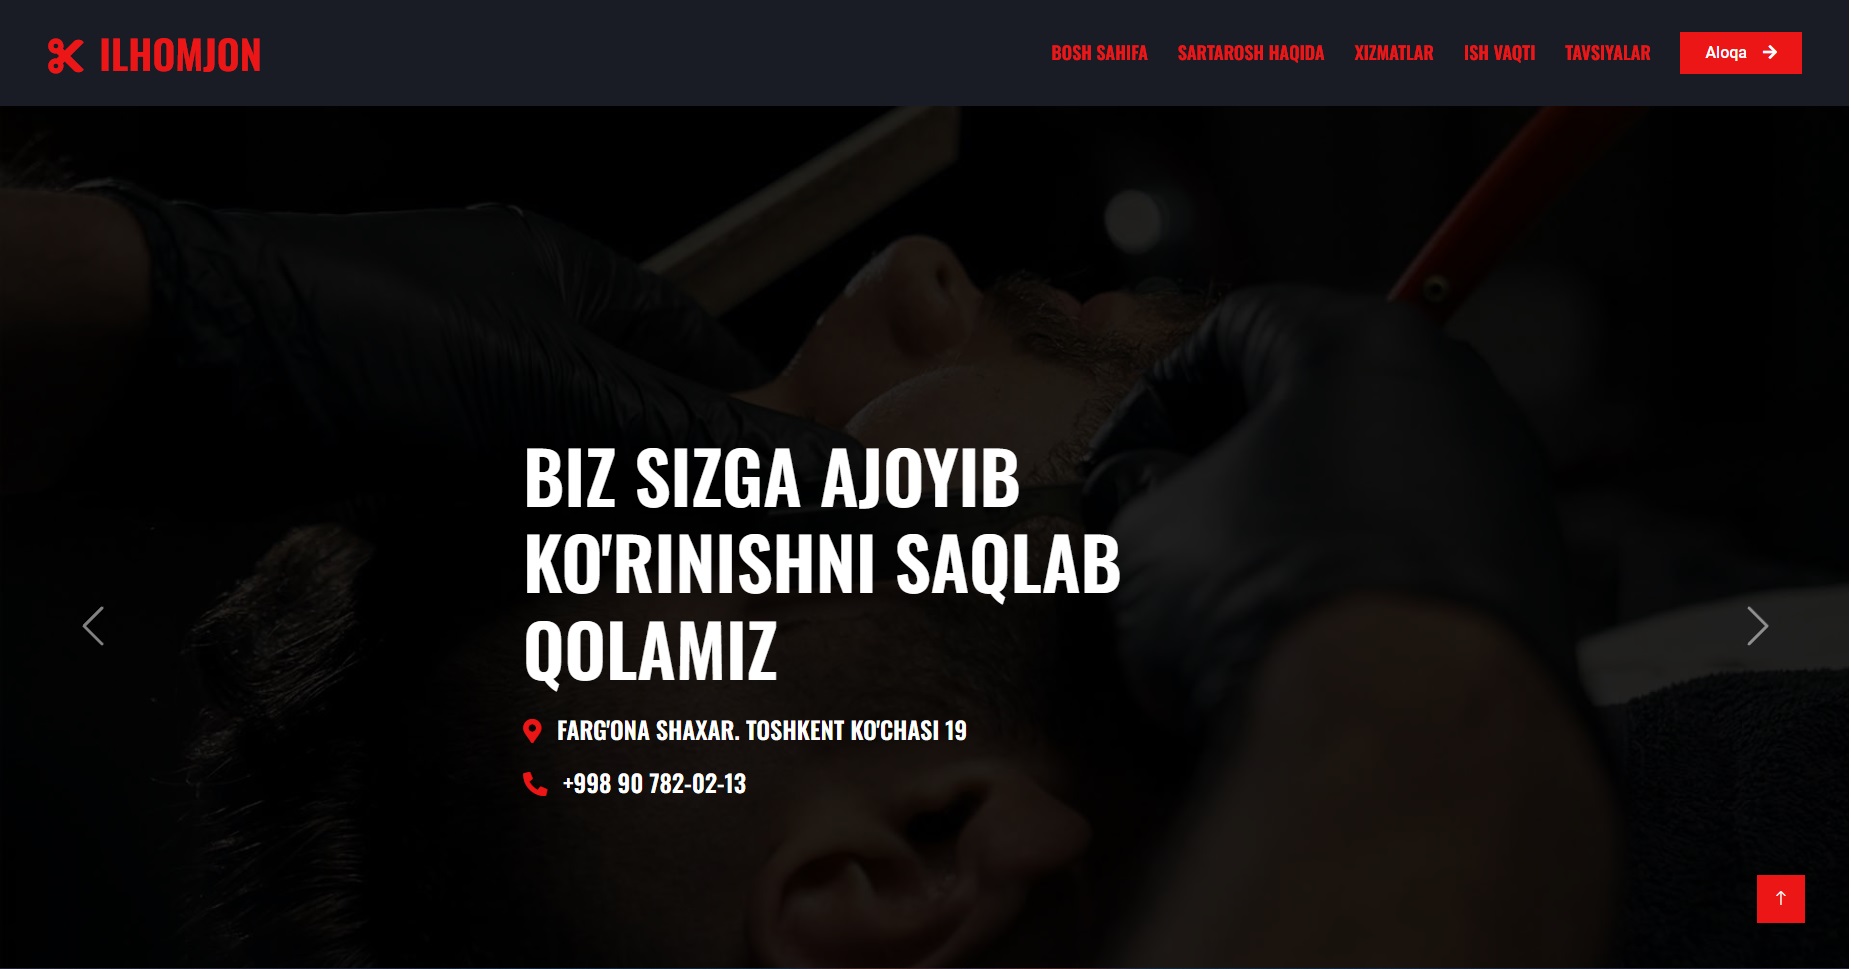 ILHOMJON
BOSH SAHIFA
SARTAROSH HAQIDA
XIZMATLAR
ISH VAQTI
TAVSIYALAR
Aloqa
BIZ SIZGA AJOYIB
KO'RINISHNI SAQLAB
QOLAMIZ
FARG'ONA SHAXAR. TOSHKENT KO'CHASI 19
+998 90 782-02-13